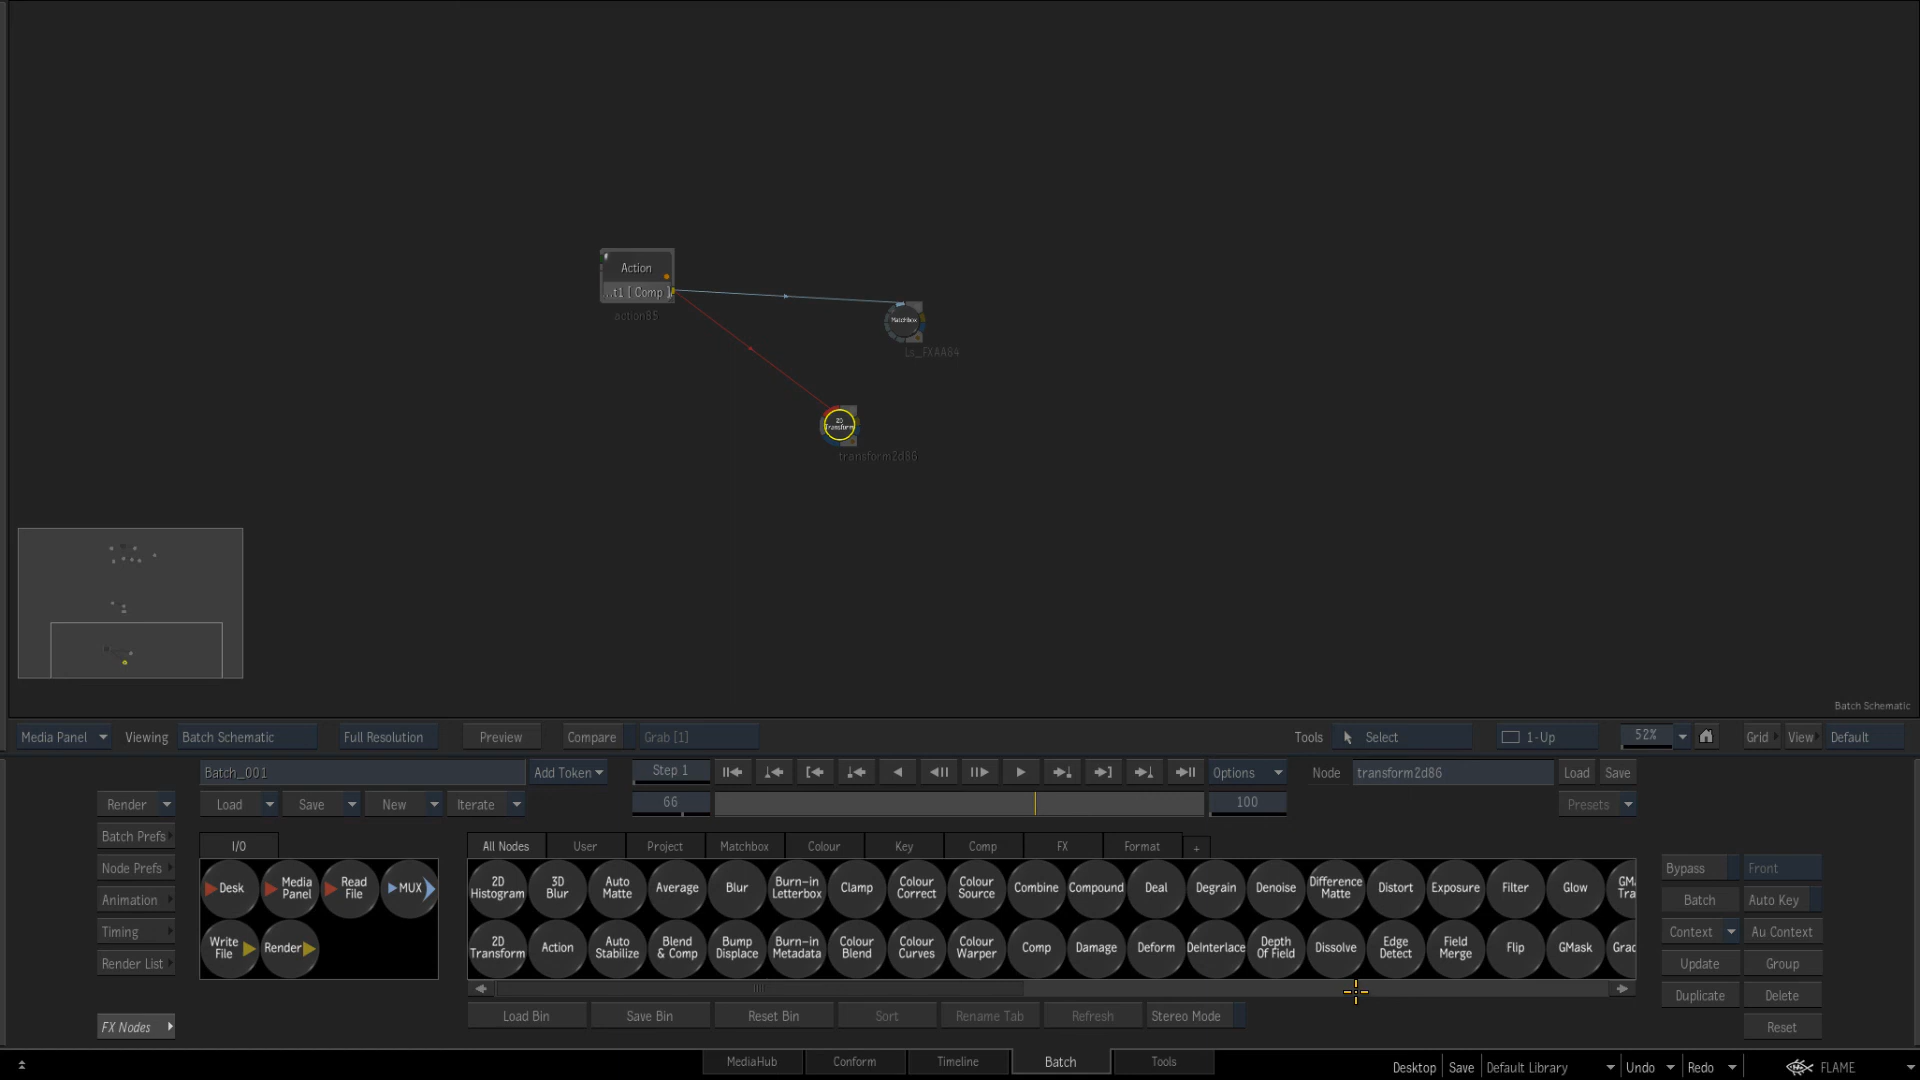 Action
...t1 [ Comp ]
action85
Matchbox
Ls_FXAA84
2D
Transform
transform2d86
Batch Schematic
Media Panel
Viewing
Batch Schematic
Full Resolution
Preview
Compare
Grab [1]
Tools
Select
1-Up
52%
Grid
View
Default
Batch_001
Add Token
Step 1
Options
Node
transform2d86
Load
Save
Render
Load
Save
New
Iterate
66
100
Presets
Batch Prefs
I/O
All Nodes
User
Project
Matchbox
Colour
Key
Comp
FX
Format
+
Node Prefs
Desk
Media
Panel
Read
File
MUX
2D
Histogram
3D
Blur
Auto
Matte
Average
Blur
Burn-in
Letterbox
Clamp
Colour
Correct
Colour
Source
Combine
Compound
Deal
Degrain
Denoise
Difference
Matte
Distort
Exposure
Filter
Glow
GMa
Tra
Bypass
Front
Animation
Batch
Auto Key
Timing
Context
Au Context
Write
File
Render
2D
Transform
Action
Auto
Stabilize
Blend
& Comp
Bump
Displace
Burn-in
Metadata
Colour
Blend
Colour
Curves
Colour
Warper
Comp
Damage
Deform
DeInterlace
Depth
Of Field
Dissolve
Edge
Detect
Field
Merge
Flip
GMask
Grad
Render List
Update
Group
Duplicate
Delete
FX Nodes
Load Bin
Save Bin
Reset Bin
Sort
Rename Tab
Refresh
Stereo Mode
Reset
MediaHub
Conform
Timeline
Batch
Tools
Desktop
Save
Default Library
Undo
Redo
FLAME